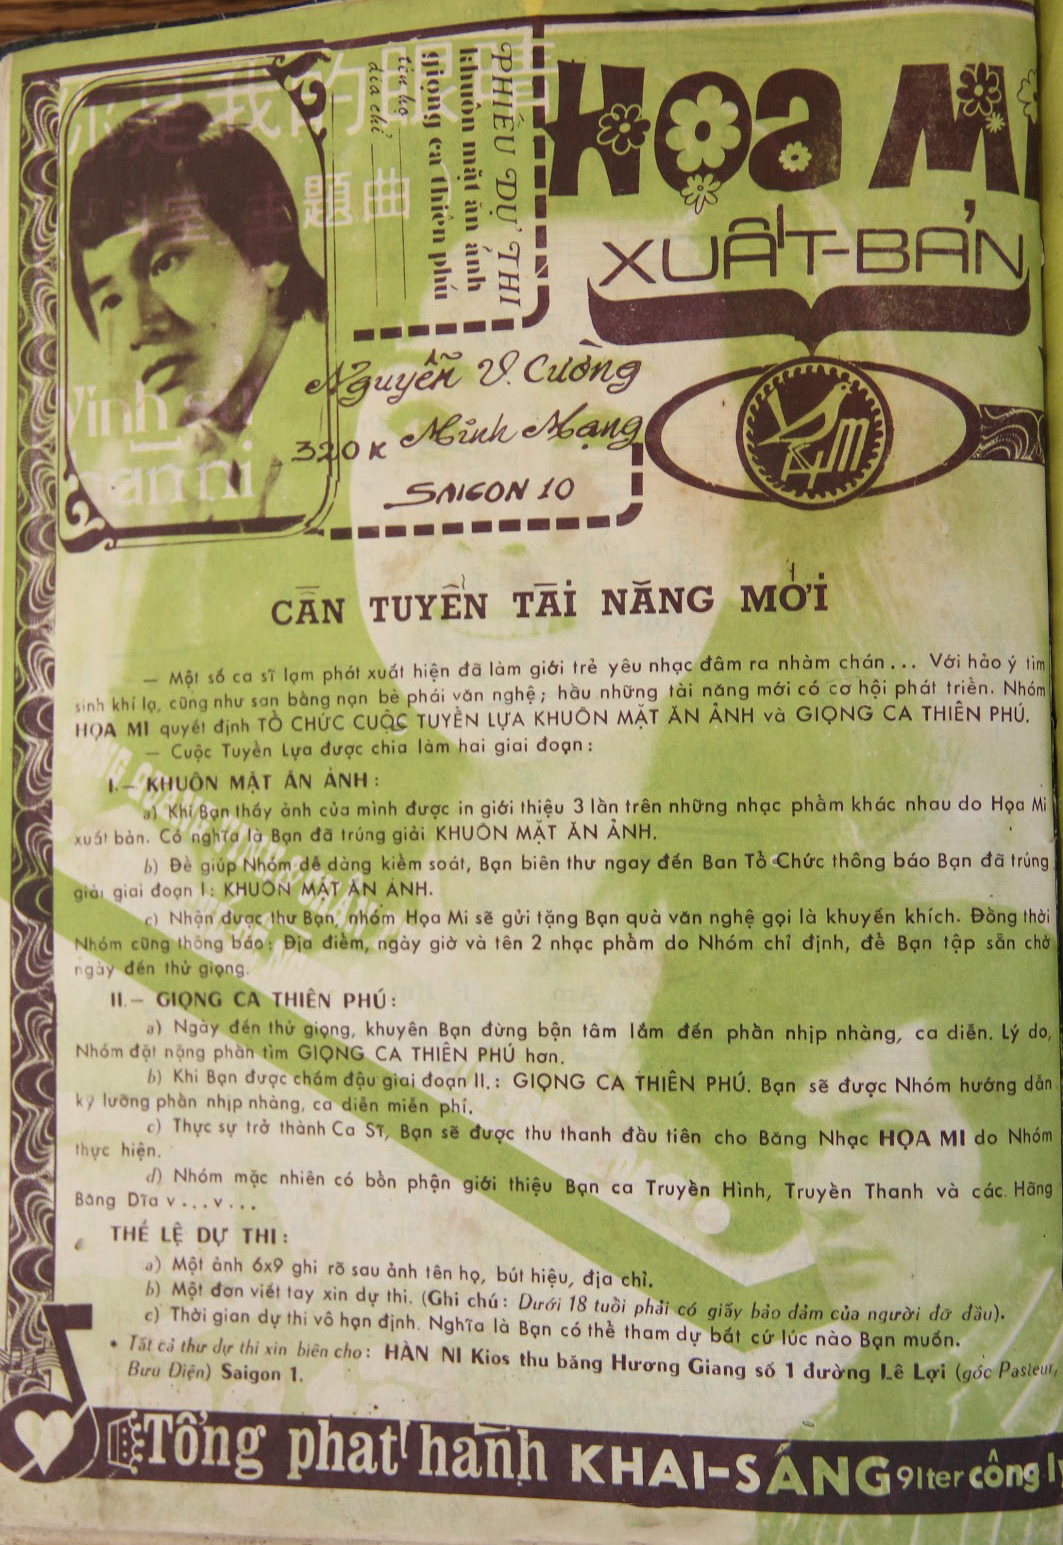 PHIẾU DỰ THI
khuôn mặt ăn ảnh
giọng ca thiên phú
tên họ
địa chỉ
HỌA MI
XUẤT-BẢN
m
Nguyễn V. Cường
320 K Minh Mạng
SAIGON 10
你是我的眼睛
主題曲
CẦN TUYỂN TÀI NĂNG MỚI
— Một số ca sĩ lạm phát xuất hiện đã làm giới trẻ yêu nhạc đâm ra nhàm chán... Với hảo ý tìm
sinh khí lạ, cũng như san bằng nạn bè phái văn nghệ; hầu những tài năng mới có cơ hội phát triển. Nhóm
HỌA MI quyết định TỔ CHỨC CUỘC TUYỂN LỰA KHUÔN MẶT ĂN ẢNH và GIỌNG CA THIÊN PHÚ.
— Cuộc Tuyển Lựa được chia làm hai giai đoạn:
I.— KHUÔN MẶT ĂN ẢNH:
a) Khi Bạn thấy ảnh của mình được in giới thiệu 3 lần trên những nhạc phẩm khác nhau do Họa Mi
xuất bản. Có nghĩa là Bạn đã trúng giải KHUÔN MẶT ĂN ẢNH.
b) Để giúp Nhóm dễ dàng kiểm soát, Bạn biên thư ngay đến Ban Tổ Chức thông báo Bạn đã trúng
giải giai đoạn I: KHUÔN MẶT ĂN ẢNH.
c) Nhận được thư Bạn, nhóm Họa Mi sẽ gửi tặng Bạn quà văn nghệ gọi là khuyến khích. Đồng thời
Nhóm cũng thông báo: Địa điểm, ngày giờ và tên 2 nhạc phẩm do Nhóm chỉ định, để Bạn tập sẵn chờ
ngày đến thử giọng.
II.— GIỌNG CA THIÊN PHÚ:
a) Ngày đến thử giọng, khuyên Bạn đừng bận tâm lắm đến phần nhịp nhàng, ca diễn. Lý do,
Nhóm đặt nặng phần tìm GIỌNG CA THIÊN PHÚ hơn.
b) Khi Bạn được chấm đậu giai đoạn II.: GIỌNG CA THIÊN PHÚ. Bạn sẽ được Nhóm hướng dẫn
kỹ lưỡng phần nhịp nhàng, ca diễn miễn phí.
c) Thực sự trở thành Ca Sĩ, Bạn sẽ được thu thanh đầu tiên cho Băng Nhạc HỌA MI do Nhóm
thực hiện.
d) Nhóm mặc nhiên có bổn phận giới thiệu Bạn ca Truyền Hình, Truyền Thanh và các Hãng
Băng Dĩa v...v...
THỂ LỆ DỰ THI:
a) Một ảnh 6x9 ghi rõ sau ảnh tên họ, bút hiệu, địa chỉ.
b) Một đơn viết tay xin dự thi. (Ghi chú: Dưới 18 tuổi phải có giấy bảo đảm của người đỡ đầu).
c) Thời gian dự thi vô hạn định. Nghĩa là Bạn có thể tham dự bất cứ lúc nào Bạn muốn.
• Tất cả thư dự thi xin biên cho: HÀN NI Kios thu băng Hương Giang số 1 đường Lê Lợi (góc Pasteur,
Bưu Điện) Saigon 1.
Tổng phát hành KHAI-SÁNG 91ter công lý